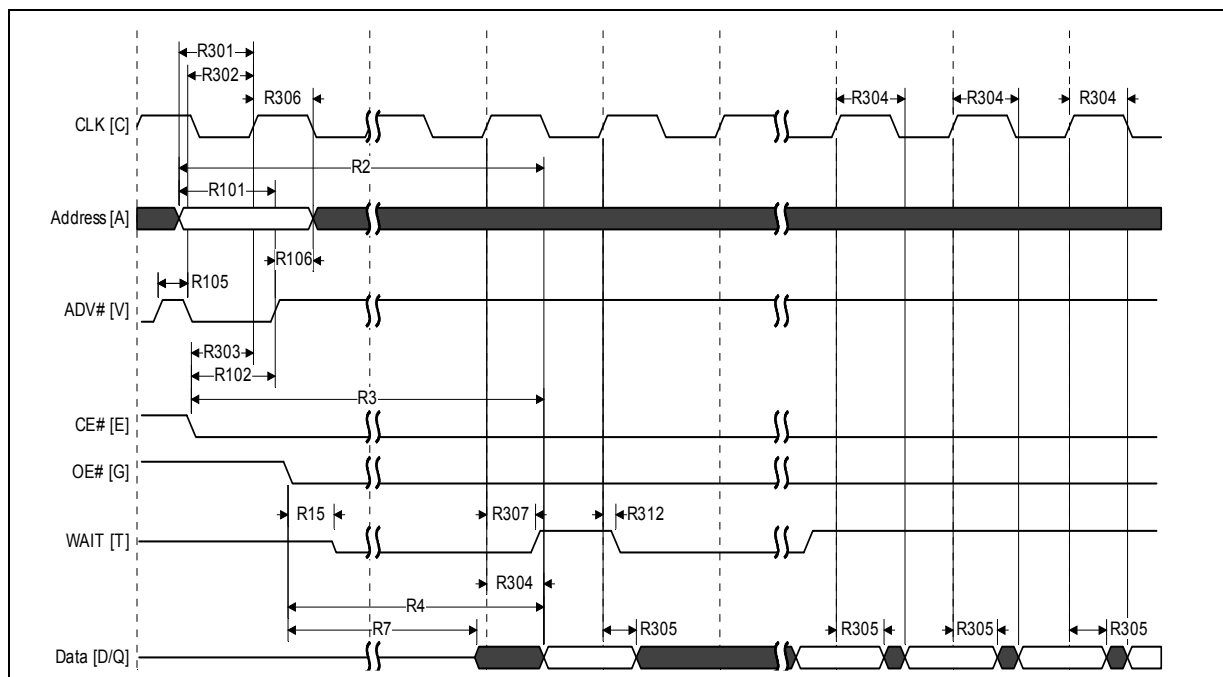 R301
R302
R306
R304
R304
R304
CLK [C]
R2
R101
Address [A]
R106
R105
ADV# [V]
R303
R102
R3
CE# [E]
OE# [G]
R15
R307
R312
WAIT [T]
R304
R4
R7
R305
R305
R305
R305
Data [D/Q]